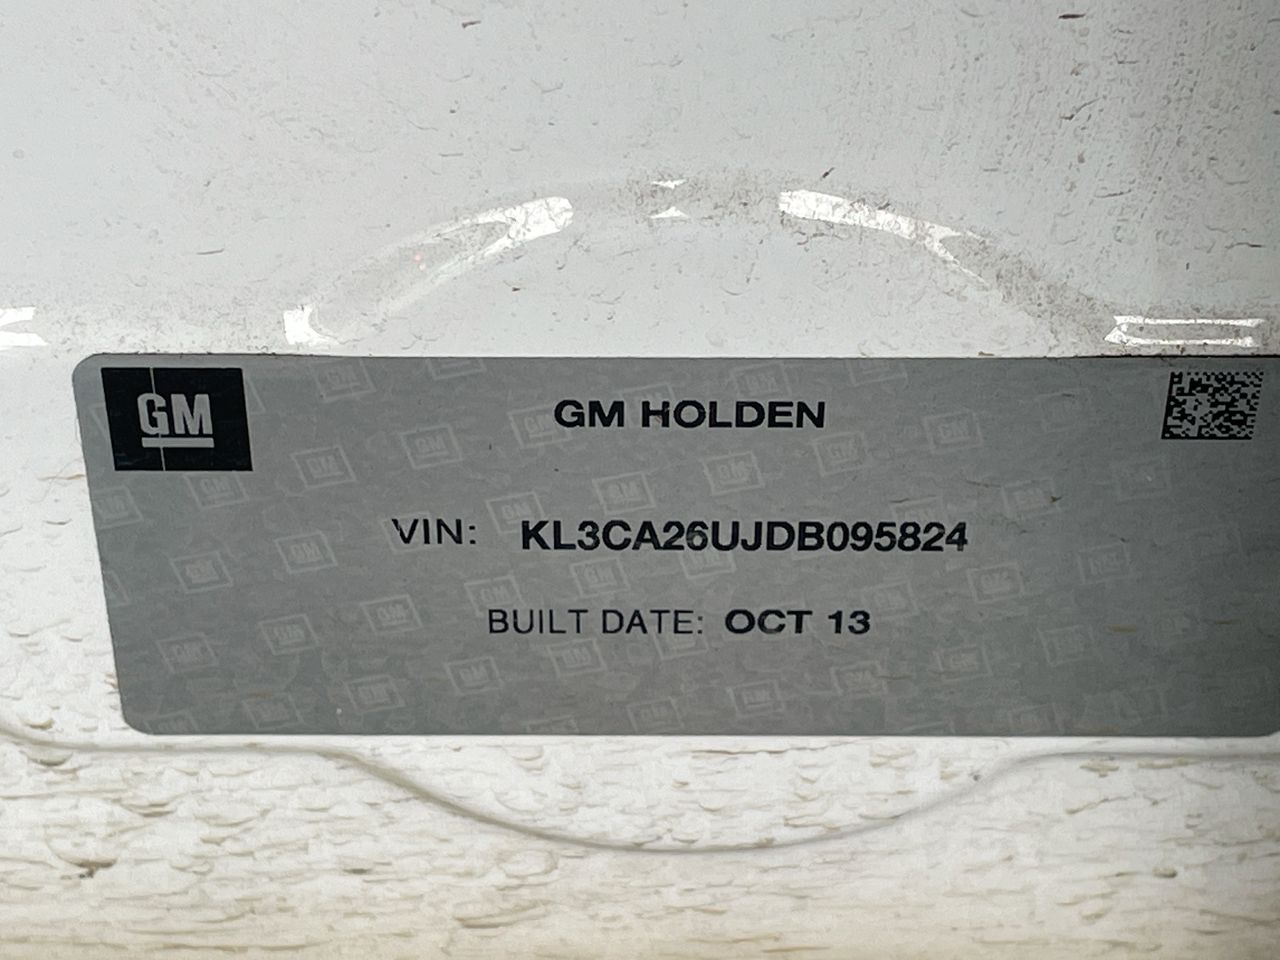 GM
GM HOLDEN
VIN: KL3CA26UJDB095824
BUILT DATE: OCT 13